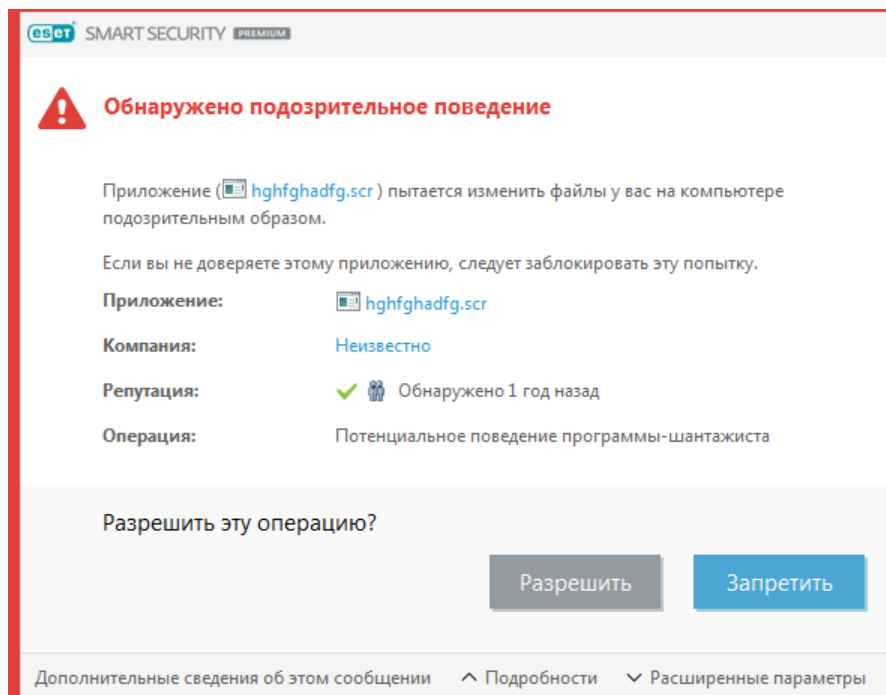 eset SMART SECURITY PREMIUM
Обнаружено подозрительное поведение
Приложение ( hghfghadfg.scr ) пытается изменить файлы у вас на компьютере
подозрительным образом.
Если вы не доверяете этому приложению, следует заблокировать эту попытку.
Приложение: hghfghadfg.scr
Компания: Неизвестно
Репутация: Обнаружено 1 год назад
Операция: Потенциальное поведение программы-шантажиста
Разрешить эту операцию?
Разрешить Запретить
Дополнительные сведения об этом сообщении Подробности Расширенные параметры